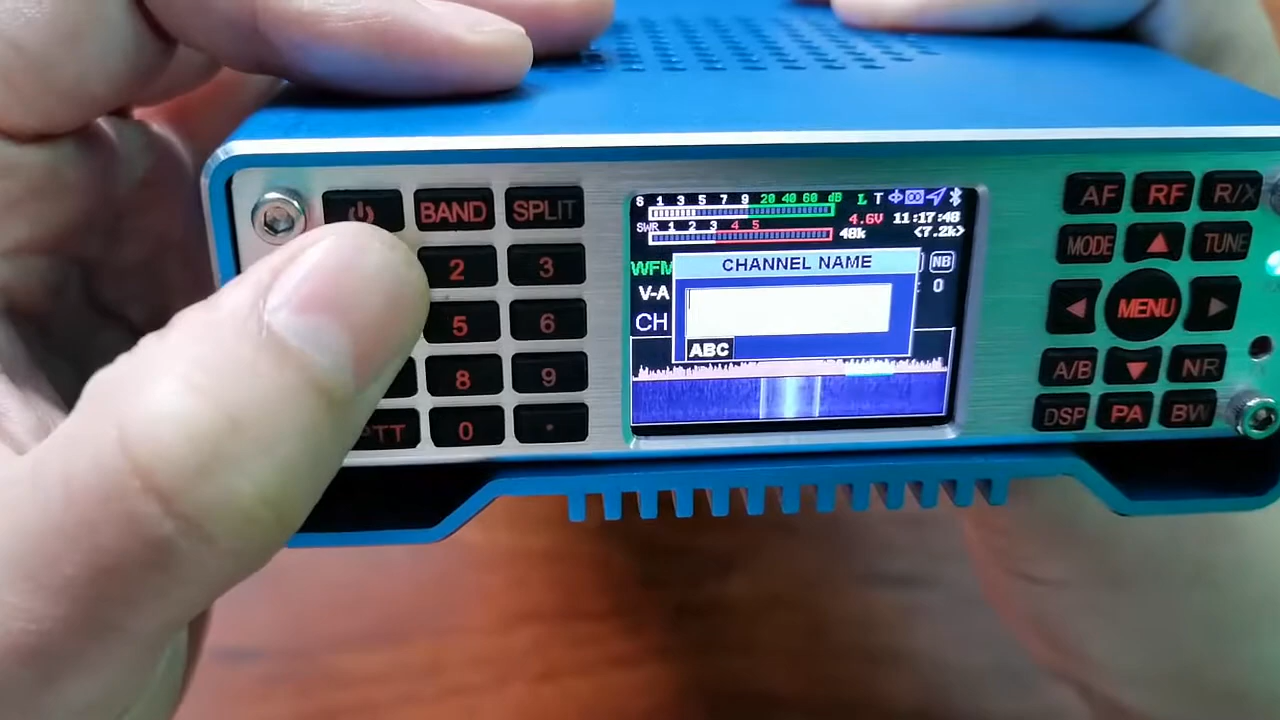 BAND SPLIT
2 3
5 6
8 9
PTT 0 .
S 1 3 5 7 9 20 40 60 dB L T
SWR 1 2 3 4 5
4.6V 11:17:48
48k <7.2k>
WFM
NB
V-A
: 0
CH
CHANNEL NAME
ABC
AF RF R/X
MODE TUNE
MENU
A/B NR
DSP PA BW